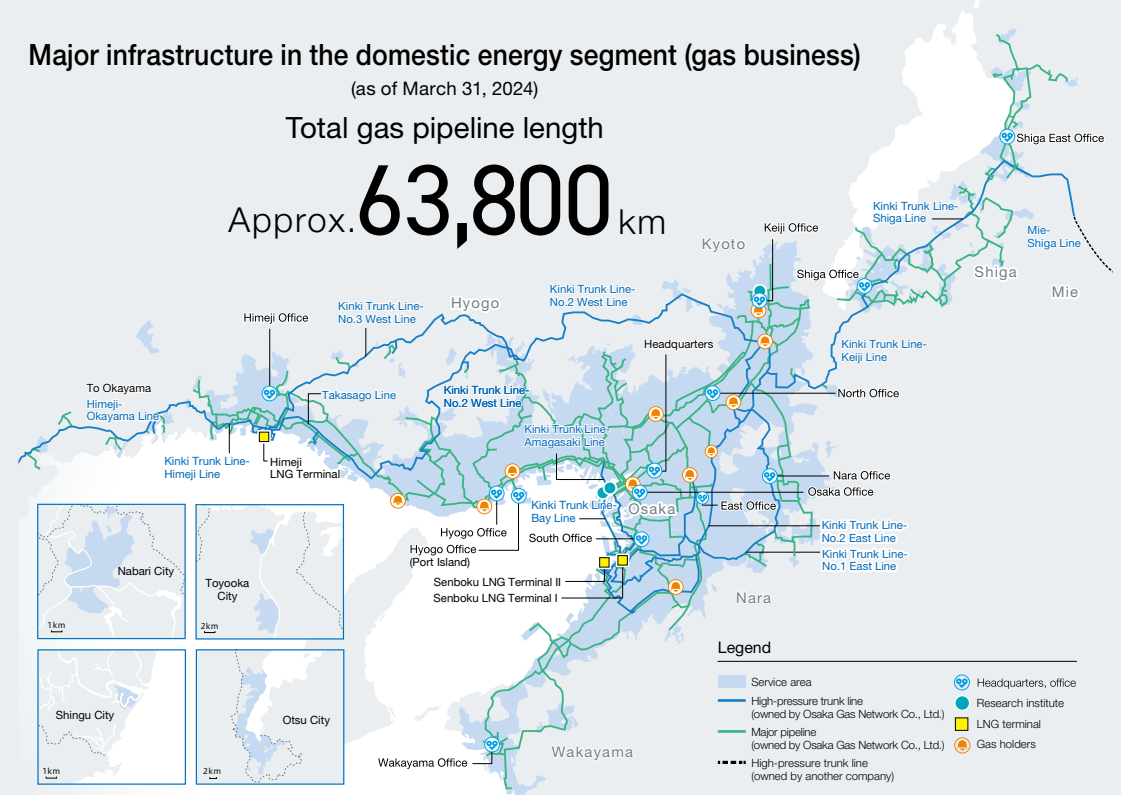 Major infrastructure in the domestic energy segment (gas business)
(as of March 31, 2024)
Total gas pipeline length
Approx. 63,800 km
Shiga East Office
Kinki Trunk Line-
Shiga Line
Mie-
Shiga Line
Keiji Office
Kyoto
Shiga Office
Shiga
Mie
Kinki Trunk Line-
No.2 West Line
Kinki Trunk Line-
No.3 West Line
Hyogo
Himeji Office
Headquarters
Kinki Trunk Line-
Keiji Line
To Okayama
Himeji-
Okayama Line
Takasago Line
Kinki Trunk Line-
No.2 West Line
North Office
Kinki Trunk Line-
Amagasaki Line
Kinki Trunk Line-
Himeji Line
Himeji
LNG Terminal
Nara Office
Osaka Office
East Office
Kinki Trunk Line-
Bay Line
Osaka
Hyogo Office
South Office
Kinki Trunk Line-
No.2 East Line
Hyogo Office
(Port Island)
Kinki Trunk Line-
No.1 East Line
Senboku LNG Terminal II
Senboku LNG Terminal I
Nara
Nabari City
1km
Toyooka
City
2km
Shingu City
1km
Otsu City
2km
Wakayama Office
Wakayama
Legend
Service area
High-pressure trunk line
(owned by Osaka Gas Network Co., Ltd.)
Major pipeline
(owned by Osaka Gas Network Co., Ltd.)
High-pressure trunk line
(owned by another company)
Headquarters, office
Research institute
LNG terminal
Gas holders